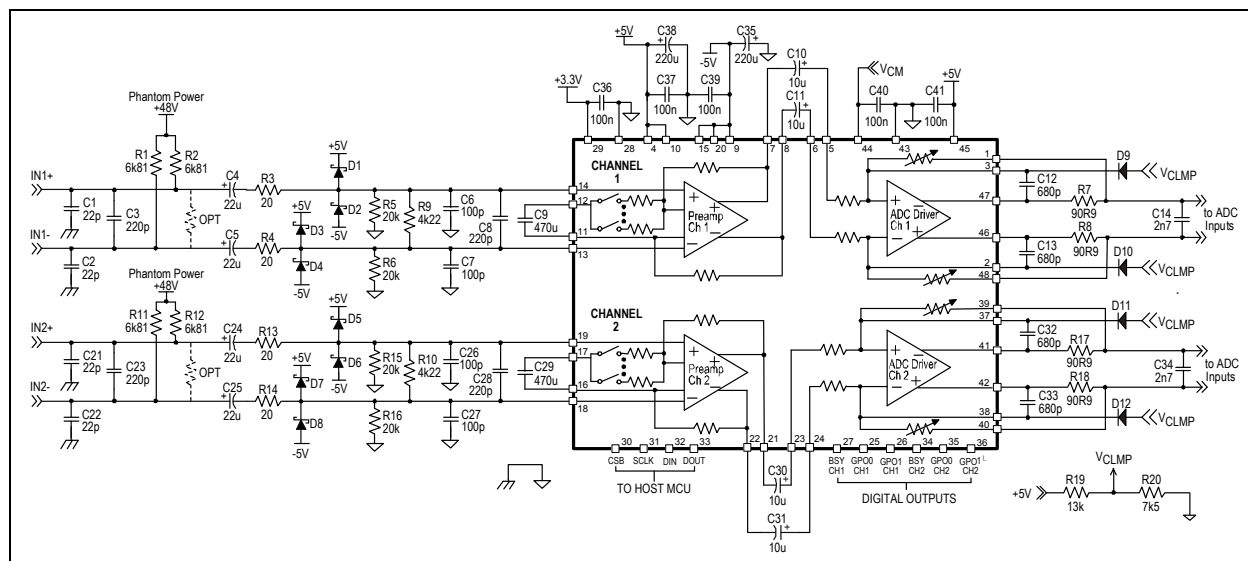 +5V
C38
220u
C35
-5V
220u
C10
10u
C11
10u
VCM
+5V
+3.3V
C36
100n
C37
100n
C39
100n
C40
100n
C41
100n
29
28
4
10
15
20
9
7
8
6
5
44
43
45
Phantom Power
+48V
R1
6k81
R2
6k81
IN1+
C4
22u
R3
20
+5V
D1
D2
-5V
C1
22p
C3
220p
OPT
+5V
D3
R5
20k
R9
4k22
C6
100p
C8
220p
C9
470u
IN1-
C5
22u
R4
20
C2
22p
D4
-5V
R6
20k
C7
100p
CHANNEL
1
14
12
11
13
Preamp
Ch 1
ADC Driver
Ch 1
1
3
47
46
2
48
D9
VCLMP
C12
680p
R7
90R9
C14
2n7
to ADC
Inputs
R8
90R9
C13
680p
D10
VCLMP
Phantom Power
+48V
R11
6k81
R12
6k81
IN2+
C24
22u
R13
20
+5V
D5
D6
-5V
C21
22p
C23
220p
OPT
+5V
D7
R15
20k
R10
4k22
C26
100p
C28
220p
C29
470u
IN2-
C25
22u
R14
20
C22
22p
D8
-5V
R16
20k
C27
100p
CHANNEL
2
19
17
16
18
Preamp
Ch 2
ADC Driver
Ch 2
39
37
41
42
38
40
D11
VCLMP
C32
680p
R17
90R9
C34
2n7
to ADC
Inputs
R18
90R9
C33
680p
D12
VCLMP
30
31
32
33
22
21
23
24
27
25
26
34
35
36
CSB
SCLK
DIN
DOUT
TO HOST MCU
BSY
CH1
GPO0
CH1
GPO1
CH1
BSY
CH2
GPO0
CH2
GPO1
CH2
DIGITAL OUTPUTS
C30
10u
C31
10u
VCLMP
+5V
R19
13k
R20
7k5